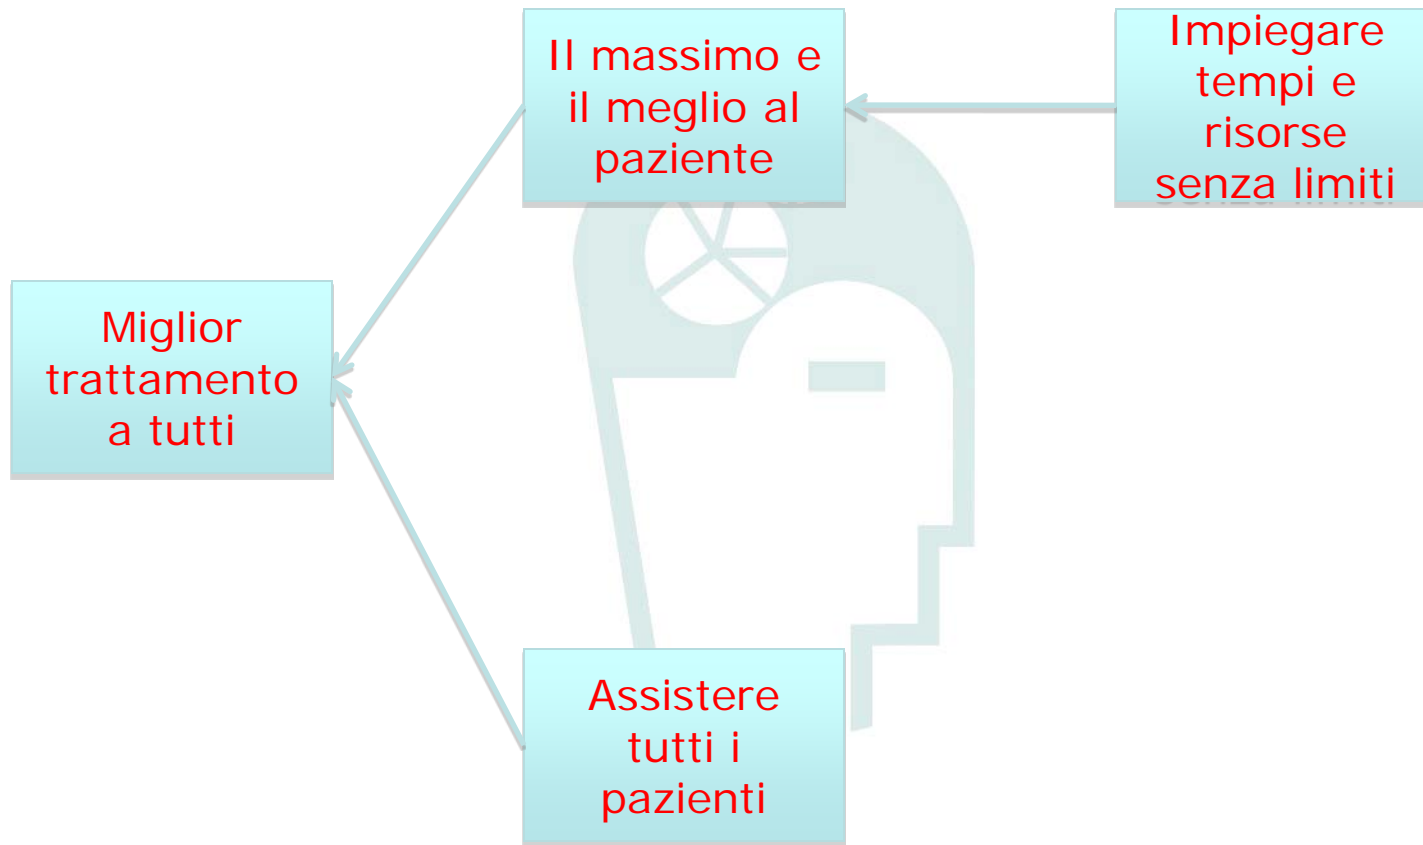 Il massimo e
il meglio al
paziente
Impiegare
tempi e
risorse
senza limiti
Miglior
trattamento
a tutti
Assistere
tutti i
pazienti